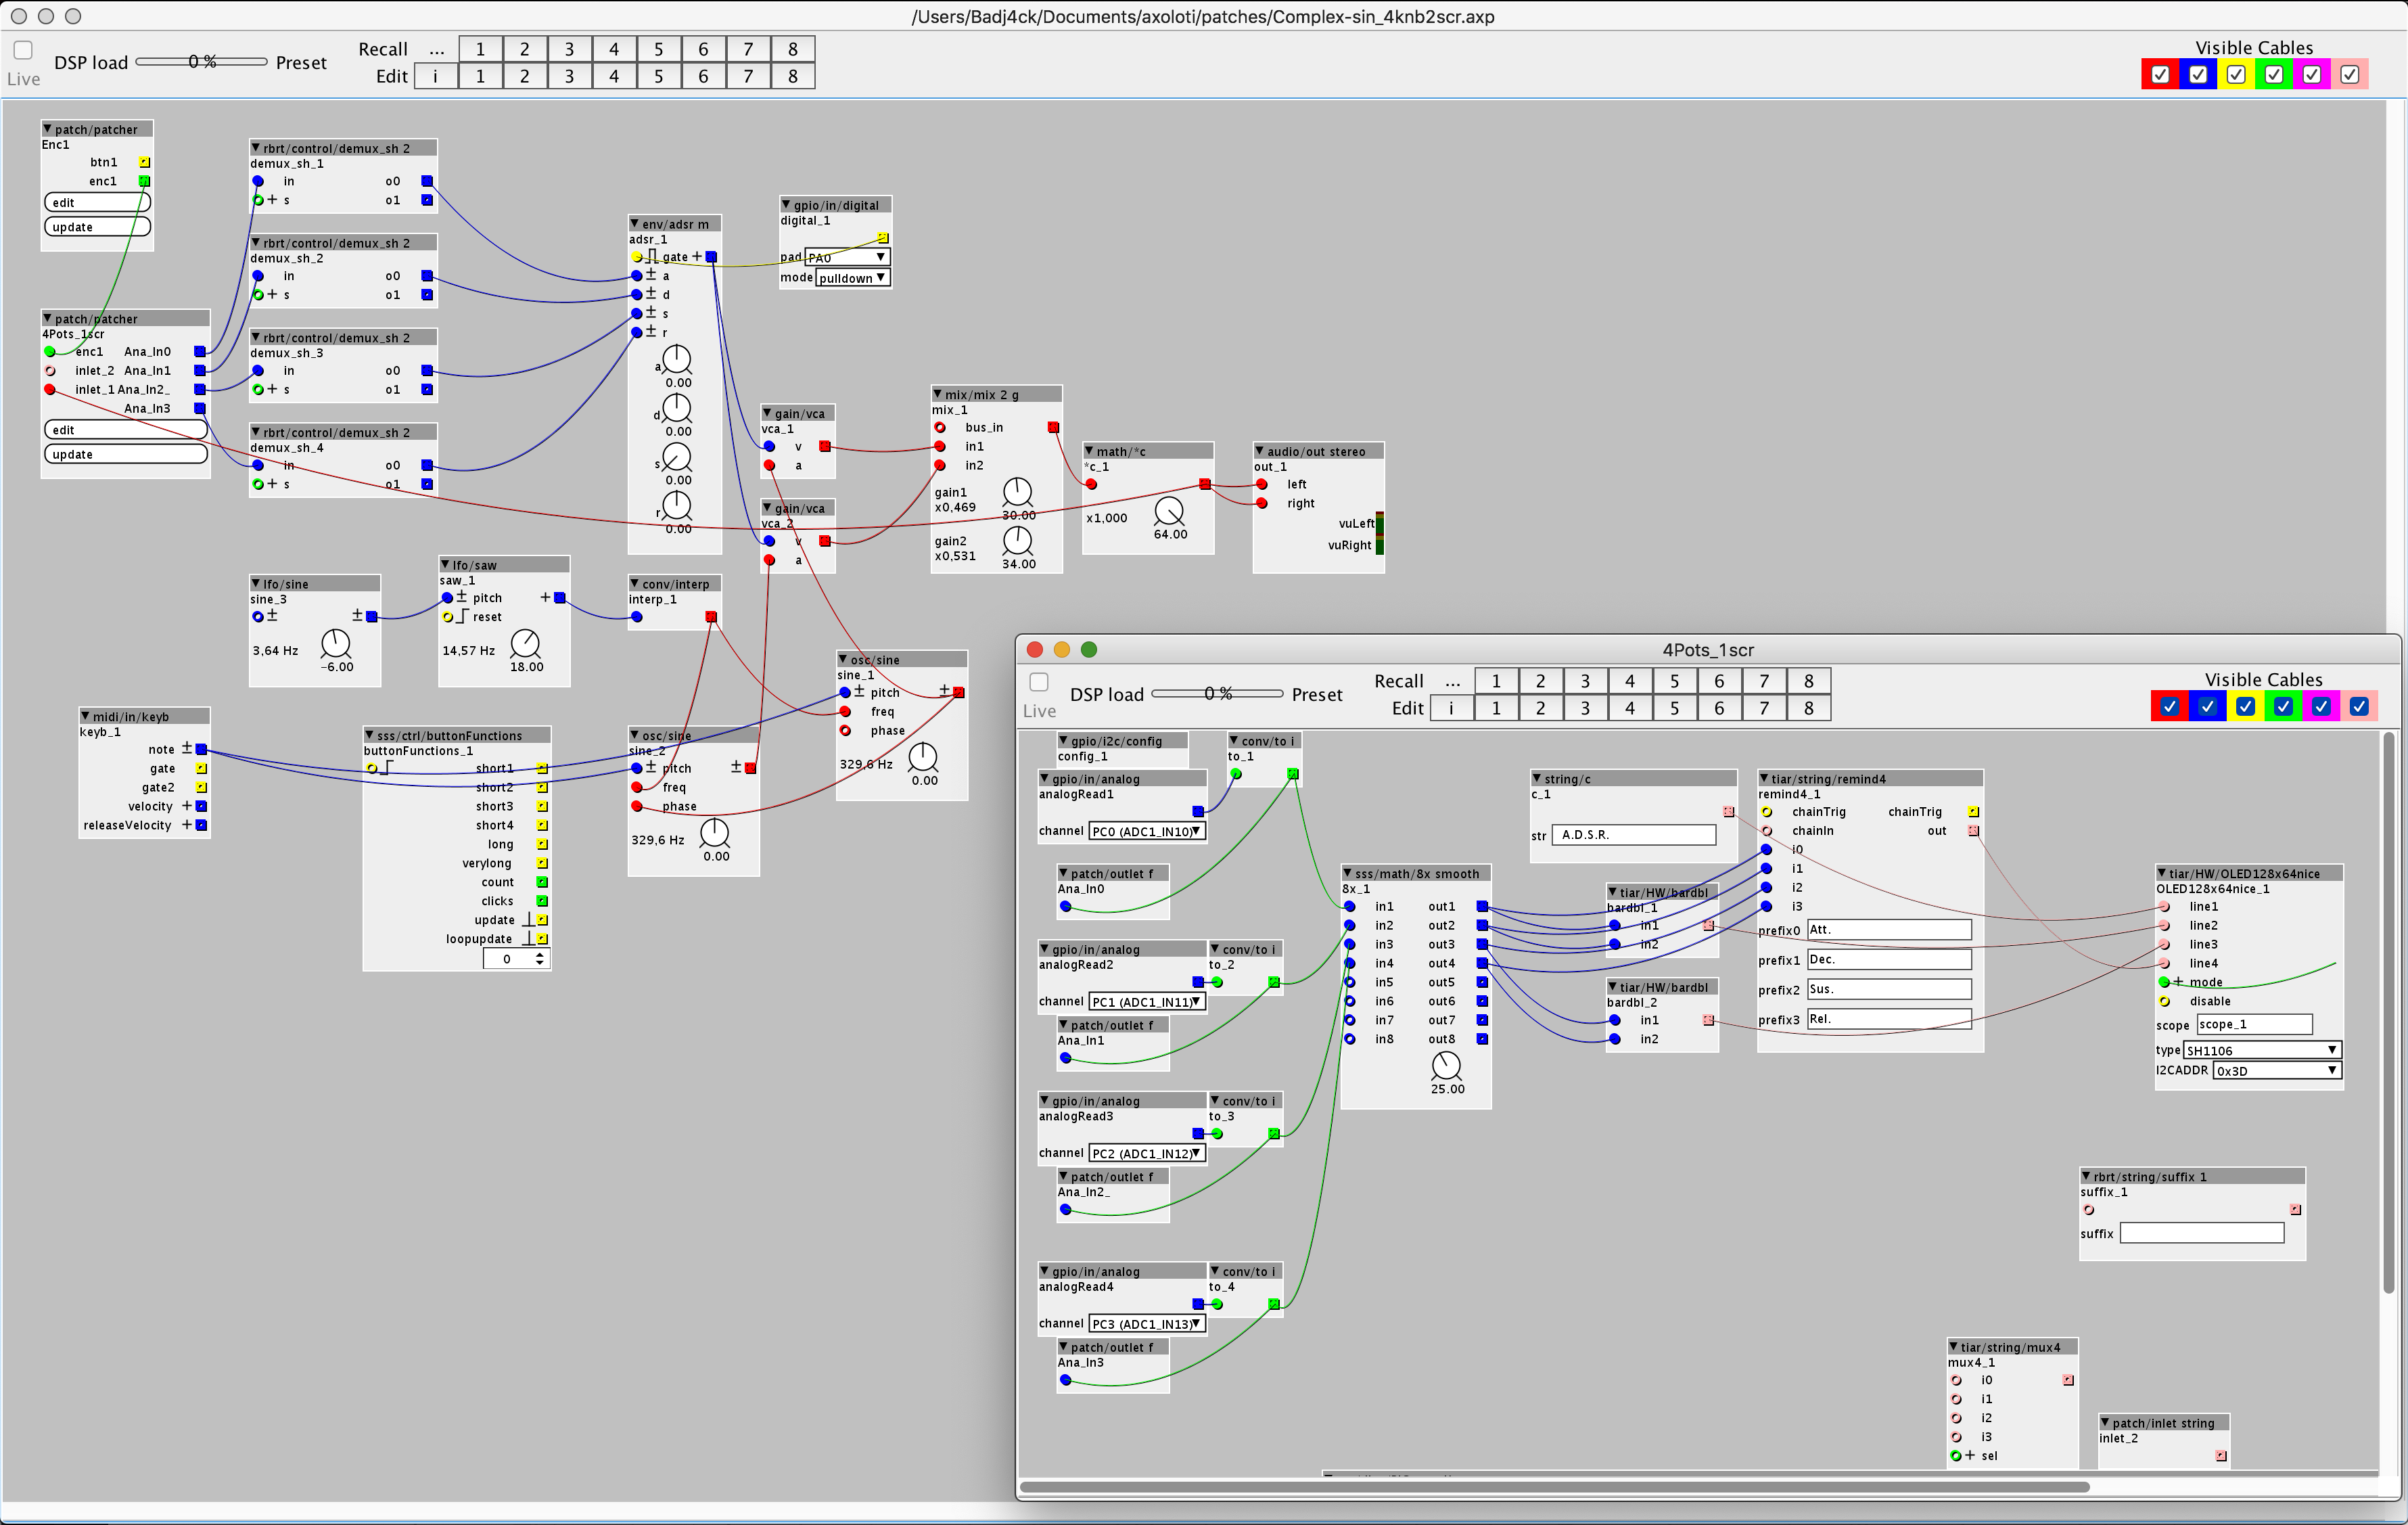 /Users/Badj4ck/Documents/axoloti/patches/Complex-sin_4knb2scr.axp
Live
DSP load 0 % Preset
Recall ... 1 2 3 4 5 6 7 8
Edit i 1 2 3 4 5 6 7 8
Visible Cables
patch/patcher
Enc1
btn1
enc1
edit
update
patch/patcher
4Pots_1scr
enc1 Ana_In0
inlet_2 Ana_In1
inlet_1 Ana_In2_
Ana_In3
edit
update
rbrt/control/demux_sh 2
demux_sh_1
in o0
+ s o1
rbrt/control/demux_sh 2
demux_sh_2
in o0
+ s o1
rbrt/control/demux_sh 2
demux_sh_3
in o0
+ s o1
rbrt/control/demux_sh 2
demux_sh_4
in o0
+ s o1
env/adsr m
adsr_1
gate +
± a
± d
± s
± r
a
0.00
d
0.00
s
0.00
r
0.00
gpio/in/digital
digital_1
pad PA0
mode pulldown
gain/vca
vca_1
v
a
gain/vca
vca_2
v
a
mix/mix 2 g
mix_1
bus_in
in1
in2
gain1
x0,469
30.00
gain2
x0,531
34.00
math/*c
*c_1
x1,000
64.00
audio/out stereo
out_1
left
right
vuLeft
vuRight
lfo/sine
sine_3
± ±
3,64 Hz
-6.00
lfo/saw
saw_1
± pitch +
reset
14,57 Hz
18.00
conv/interp
interp_1
osc/sine
sine_1
± pitch ±
freq
phase
329,6 Hz
0.00
midi/in/keyb
keyb_1
note ±
gate
gate2
velocity +
releaseVelocity +
sss/ctrl/buttonFunctions
buttonFunctions_1
short1
short2
short3
short4
long
verylong
count
clicks
update
loopupdate
0
osc/sine
sine_2
± pitch ±
freq
phase
329,6 Hz
0.00
4Pots_1scr
Live
DSP load 0 % Preset
Recall ... 1 2 3 4 5 6 7 8
Edit i 1 2 3 4 5 6 7 8
Visible Cables
gpio/i2c/config
config_1
conv/to i
to_1
gpio/in/analog
analogRead1
channel PC0 (ADC1_IN10)
patch/outlet f
Ana_In0
gpio/in/analog
analogRead2
channel PC1 (ADC1_IN11)
conv/to i
to_2
patch/outlet f
Ana_In1
gpio/in/analog
analogRead3
channel PC2 (ADC1_IN12)
conv/to i
to_3
patch/outlet f
Ana_In2_
gpio/in/analog
analogRead4
channel PC3 (ADC1_IN13)
conv/to i
to_4
patch/outlet f
Ana_In3
sss/math/8x smooth
8x_1
in1 out1
in2 out2
in3 out3
in4 out4
in5 out5
in6 out6
in7 out7
in8 out8
25.00
string/c
c_1
str A.D.S.R.
tiar/HW/bardbl
bardbl_1
in1
in2
tiar/HW/bardbl
bardbl_2
in1
in2
tiar/string/remind4
remind4_1
chainTrig chainTrig
chainIn out
i0
i1
i2
i3
prefix0 Att.
prefix1 Dec.
prefix2 Sus.
prefix3 Rel.
tiar/HW/OLED128x64nice
OLED128x64nice_1
line1
line2
line3
line4
+ mode
disable
scope scope_1
type SH1106
I2CADDR 0x3D
rbrt/string/suffix 1
suffix_1
suffix
tiar/string/mux4
mux4_1
i0
i1
i2
i3
+ sel
patch/inlet string
inlet_2